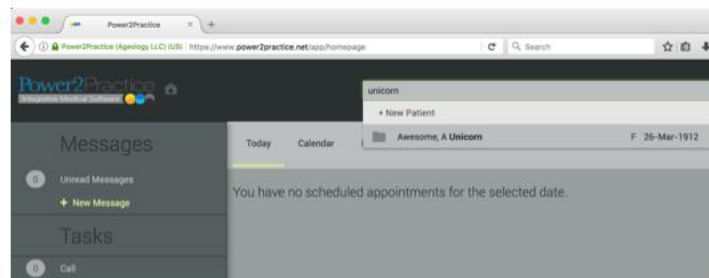 Power2Practice
Power2Practice (Ageology LLC) (US) https://www.power2practice.net/app/homepage
Search
Power2Practice
Integrative Medical Software
unicorn
+ New Patient
Awesome, A Unicorn F 26-Mar-1912
Messages
Today Calendar
0 Unread Messages
You have no scheduled appointments for the selected date.
+ New Message
Tasks
0 Call